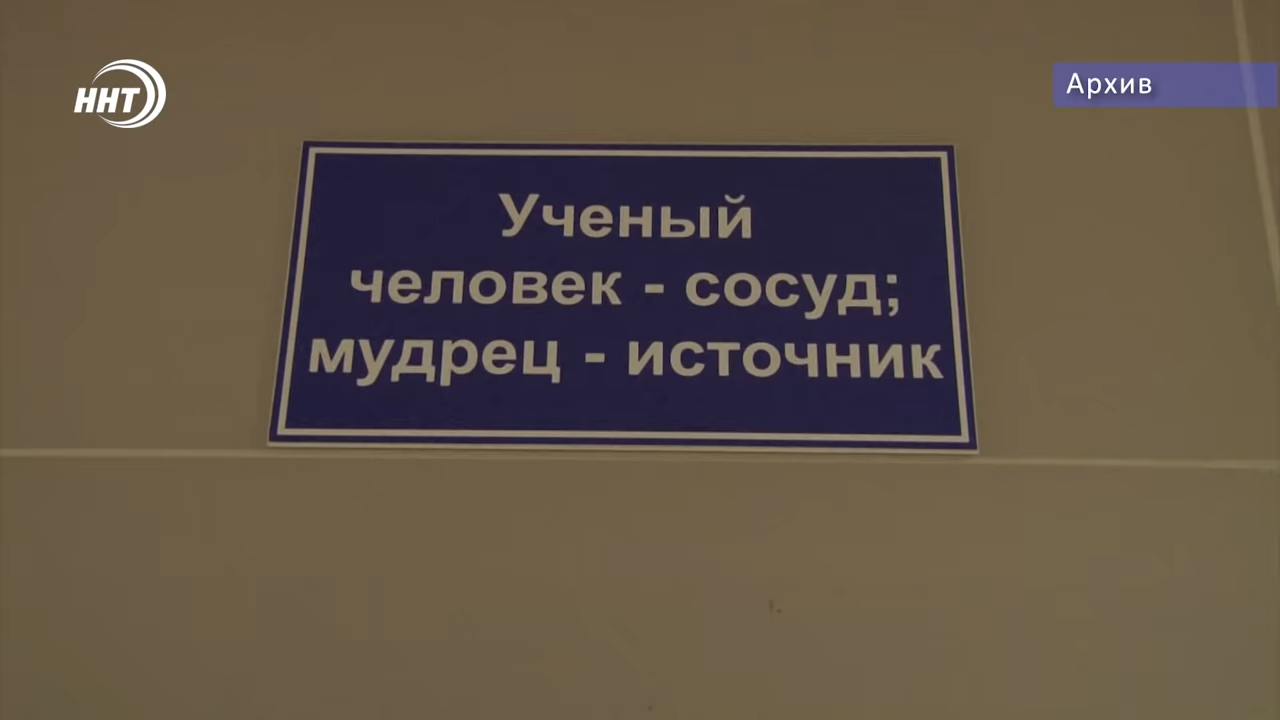 ННТ
Архив
Ученый
человек - сосуд;
мудрец - источник